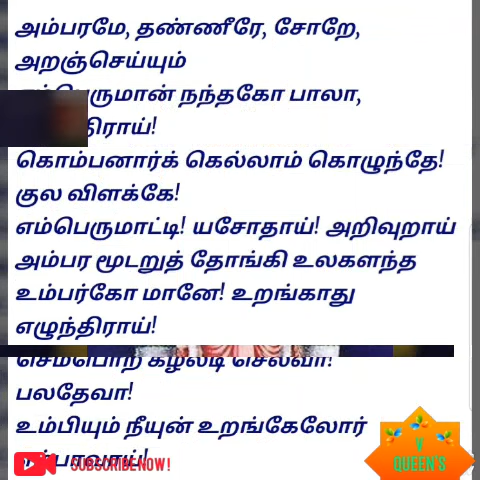 அம்பரமே, தண்ணீரே, சோறே,
அறஞ்செய்யும்
நந்தகோ பாலா,
கொம்பனார்க் கெல்லாம் கொழுந்தே!
குல விளக்கே!
எம்பெருமாட்டி! யசோதாய்! அறிவுறாய்
அம்பர மூடறுத் தோங்கி உலகளந்த
உம்பர்கோ மானே! உறங்காது
எழுந்திராய்!
செம்பொற் கழலடி செல்வா!
பலதேவா!
உம்பியும் நீயுன் உறங்கேலோர்
SUBSCRIBE NOW!
V
QUEEN'S